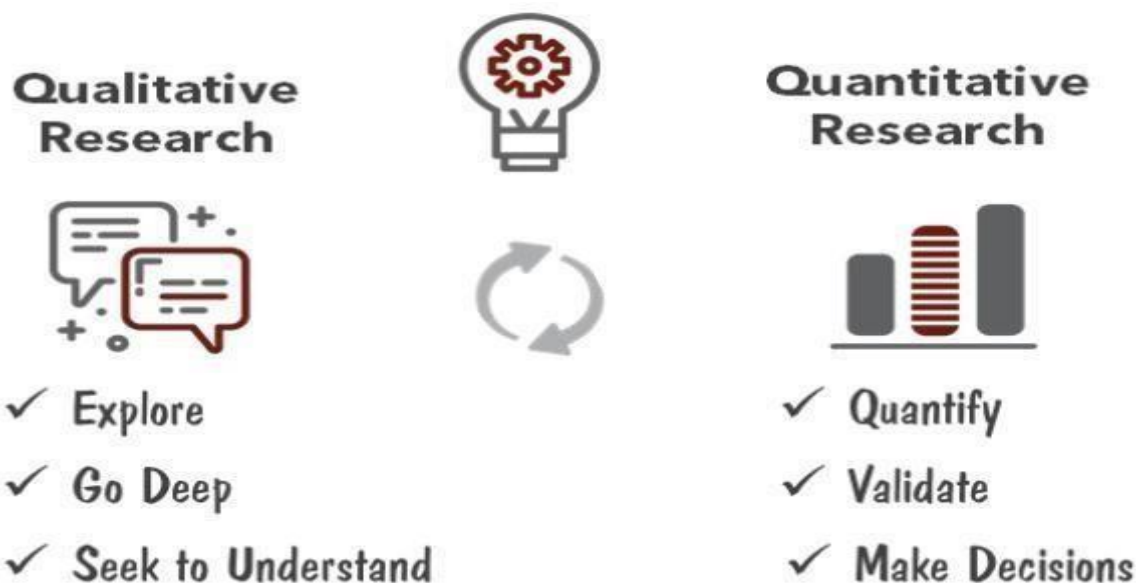 Qualitative
Research
Quantitative
Research
✓ Explore
✓ Go Deep
✓ Seek to Understand
✓ Quantify
✓ Validate
✓ Make Decisions